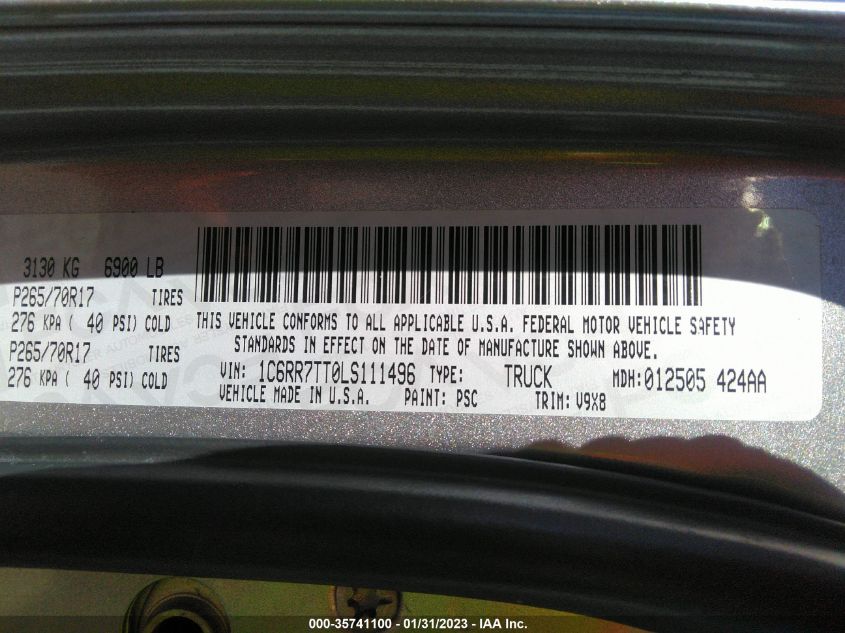 3130 KG 6900 LB
P265/70R17 TIRES
276 KPA ( 40 PSI) COLD
P265/70R17 TIRES
276 KPA ( 40 PSI) COLD
THIS VEHICLE CONFORMS TO ALL APPLICABLE U.S.A. FEDERAL MOTOR VEHICLE SAFETY
STANDARDS IN EFFECT ON THE DATE OF MANUFACTURE SHOWN ABOVE.
VIN: 1C6RR7TT0LS111496 TYPE: TRUCK MDH: 012505 424AA
VEHICLE MADE IN U.S.A. PAINT: PSC TRIM: V9X8
000-35741100 - 01/31/2023 - IAA Inc.